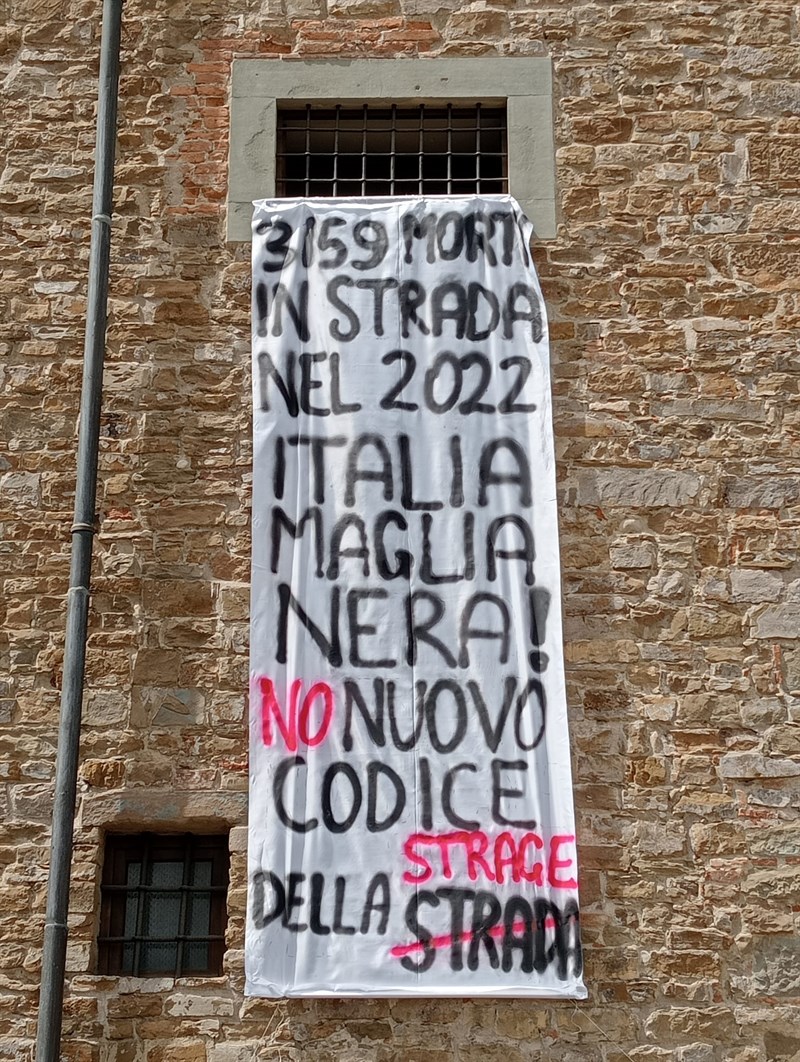 3159 MORTI
IN STRADA
NEL 2022
ITALIA
MAGLIA
NERA!
NO NUOVO
CODICE
STRAGE
DELLA STRADA